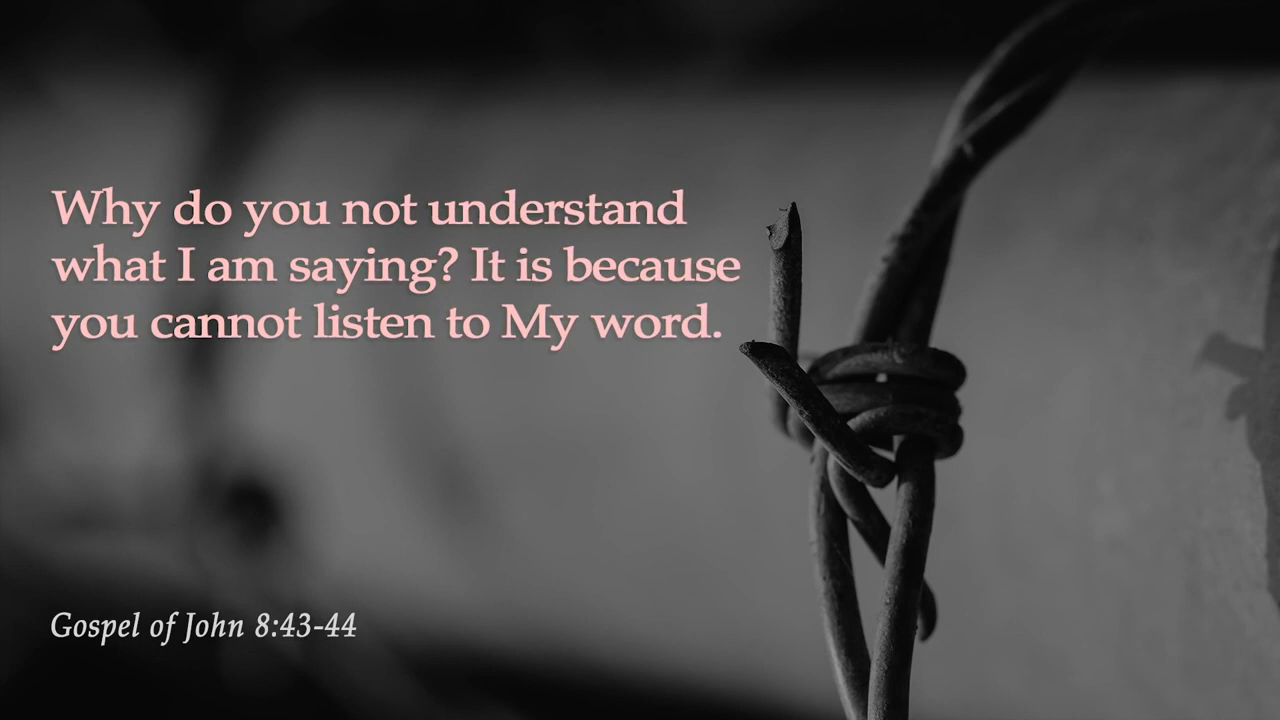 Why do you not understand
what I am saying? It is because
you cannot listen to My word.
Gospel of John 8:43-44